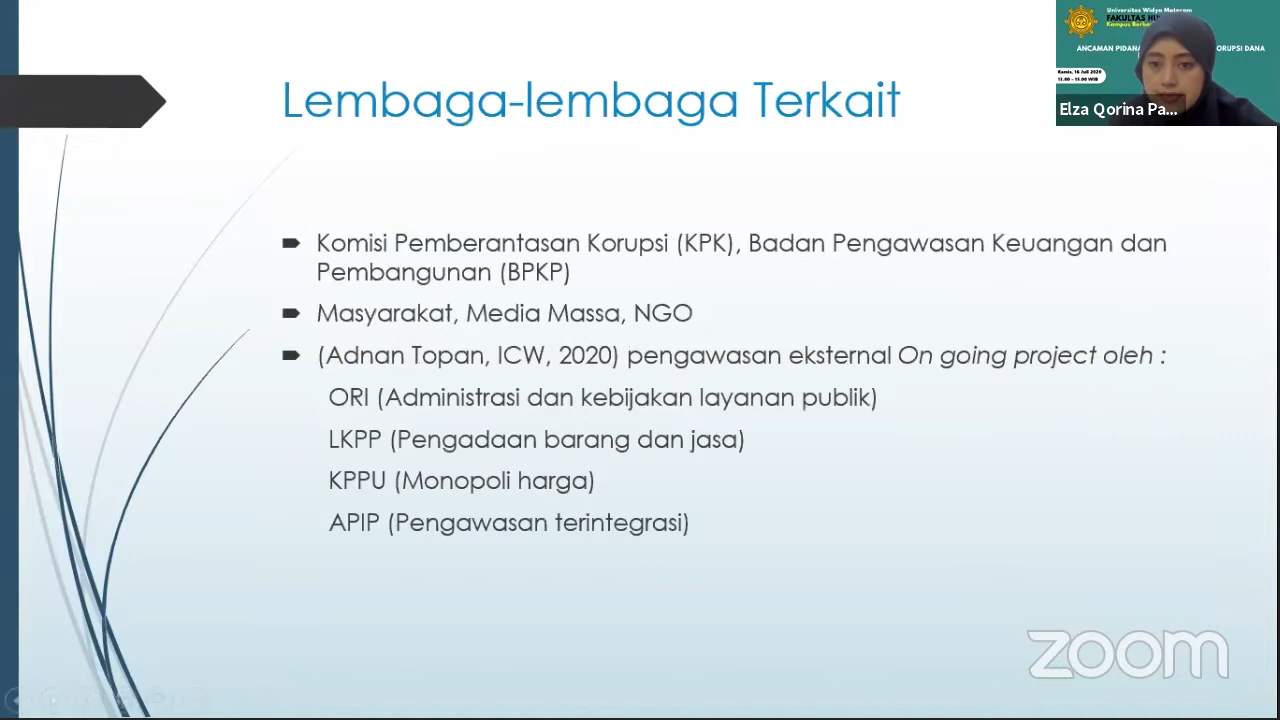 Lembaga-lembaga Terkait
Komisi Pemberantasan Korupsi (KPK), Badan Pengawasan Keuangan dan
Pembangunan (BPKP)
Masyarakat, Media Massa, NGO
(Adnan Topan, ICW, 2020) pengawasan eksternal On going project oleh :
ORI (Administrasi dan kebijakan layanan publik)
LKPP (Pengadaan barang dan jasa)
KPPU (Monopoli harga)
APIP (Pengawasan terintegrasi)
Universitas Widya Mataram
FAKULTAS
Kampus
ANCAMAN PIDANA
ORUPSI DANA
Kamis, 16 Juli 2020
13.00 - 15.00 WIB
Elza Qorina Pa...
zoom